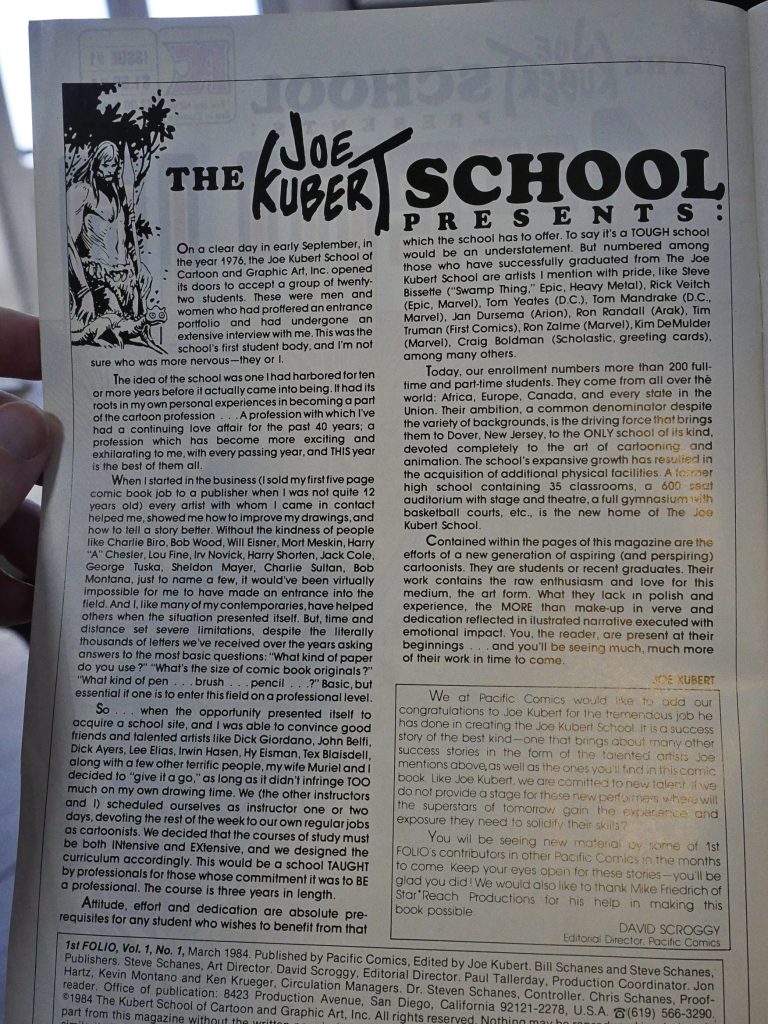 THE JOE KUBERT SCHOOL
PRESENTS:
On a clear day in early September, in
the year 1976, the Joe Kubert School of
Cartoon and Graphic Art, Inc. opened
its doors to accept a group of twenty-
two students. These were men and
women who had proffered an entrance
portfolio and had undergone an
extensive interview with me. This was the
school's first student body, and I'm not
sure who was more nervous—they or I.
The idea of the school was one I had harbored for ten
or more years before it actually came into being. It had its
roots in my own personal experiences in becoming a part
of the cartoon profession . . . A profession with which I've
had a continuing love affair for the past 40 years; a
profession which has become more exciting and
exhilarating to me, with every passing year, and THIS year
is the best of them all.
When I started in the business (I sold my first five page
comic book job to a publisher when I was not quite 12
years old) every artist with whom I came in contact
helped me, showed me how to improve my drawings, and
how to tell a story better. Without the kindness of people
like Charlie Biro, Bob Wood, Will Eisner, Mort Meskin, Harry
"A" Chesler, Lou Fine, Irv Novick, Harry Shorten, Jack Cole,
George Tuska, Sheldon Mayer, Charlie Sultan, Bob
Montana, just to name a few, it would've been virtually
impossible for me to have made an entrance into the
field. And I, like many of my contemporaries, have helped
others when the situation presented itself. But, time and
distance set severe limitations, despite the literally
thousands of letters we've received over the years asking
answers to the most basic questions: "What kind of paper
do you use?" "What's the size of comic book originals?"
"What kind of pen . . . brush . . . pencil . . .?" Basic, but
essential if one is to enter this field on a professional level.
So . . . when the opportunity presented itself to
acquire a school site, and I was able to convince good
friends and talented artists like Dick Giordano, John Belfi,
Dick Ayers, Lee Elias, Irwin Hasen, Hy Eisman, Tex Blaisdell,
along with a few other terrific people, my wife Muriel and I
decided to "give it a go," as long as it didn't infringe TOO
much on my own drawing time. We (the other instructors
and I) scheduled ourselves as instructor one or two
days, devoting the rest of the week to our own regular jobs
as cartoonists. We decided that the courses of study must
be both INtensive and EXtensive, and we designed the
curriculum accordingly. This would be a school TAUGHT
by professionals for those whose commitment it was to BE
a professional. The course is three years in length.
Attitude, effort and dedication are absolute pre-
requisites for any student who wishes to benefit from that
which the school has to offer. To say it's a TOUGH school
would be an understatement. But numbered among
those who have successfully graduated from The Joe
Kubert School are artists I mention with pride, like Steve
Bissette ("Swamp Thing," Epic, Heavy Metal), Rick Veitch
(Epic, Marvel), Tom Yeates (D.C.), Tom Mandrake (D.C.,
Marvel), Jan Dursema (Arion), Ron Randall (Arak), Tim
Truman (First Comics), Ron Zalme (Marvel), Kim DeMulder
(Marvel), Craig Boldman (Scholastic, greeting cards),
among many others.
Today, our enrollment numbers more than 200 full-
time and part-time students. They come from all over the
world: Africa, Europe, Canada, and every state in the
Union. Their ambition, a common denominator despite
the variety of backgrounds, is the driving force that brings
them to Dover, New Jersey, to the ONLY school of its kind,
devoted completely to the art of cartooning and
animation. The school's expansive growth has resulted in
the acquisition of additional physical facilities. A former
high school containing 35 classrooms, a 600 seat
auditorium with stage and theatre, a full gymnasium with
basketball courts, etc., is the new home of The Joe
Kubert School.
Contained within the pages of this magazine are the
efforts of a new generation of aspiring (and perspiring)
cartoonists. They are students or recent graduates. Their
work contains the raw enthusiasm and love for this
medium, the art form. What they lack in polish and
experience, the MORE than make-up in verve and
dedication reflected in ilustrated narrative executed with
emotional impact. You, the reader, are present at their
beginnings . . . and you'll be seeing much, much more
of their work in time to come.
JOE KUBERT
We at Pacific Comics would like to add our
congratulations to Joe Kubert for the tremendous job he
has done in creating the Joe Kubert School. It is a success
story of the best kind—one that brings about many other
success stories in the form of the talented artists Joe
mentions above, as well as the ones you'll find in this comic
book. Like Joe Kubert, we are comitted to new talent. If we
do not provide a stage for these new performers where will
the superstars of tomorrow gain the experience and
exposure they need to solidify their skills?
You will be seeing new material by some of 1st
FOLIO's contributors in other Pacific Comics in the months
to come. Keep your eyes open for these stories—you'll be
glad you did! We would also like to thank Mike Friedrich of
Star*Reach Productions for his help in making this
book possible.
DAVID SCROGGY
Editorial Director, Pacific Comics
1st FOLIO, Vol. 1, No. 1, March 1984. Published by Pacific Comics, Edited by Joe Kubert. Bill Schanes and Steve Schanes,
Publishers. Steve Schanes, Art Director. David Scroggy, Editorial Director. Paul Tallerday, Production Coordinator. Jon
Hartz, Kevin Montano and Ken Krueger, Circulation Managers. Dr. Steven Schanes, Controller. Chris Schanes, Proof-
reader. Office of publication: 8423 Production Avenue, San Diego, California 92121-2278, U.S.A. ☎(619) 566-3290.
©1984 The Kubert School of Cartoon and Graphic Art, Inc. All rights reserved. Nothing may be
part from this magazine without the written